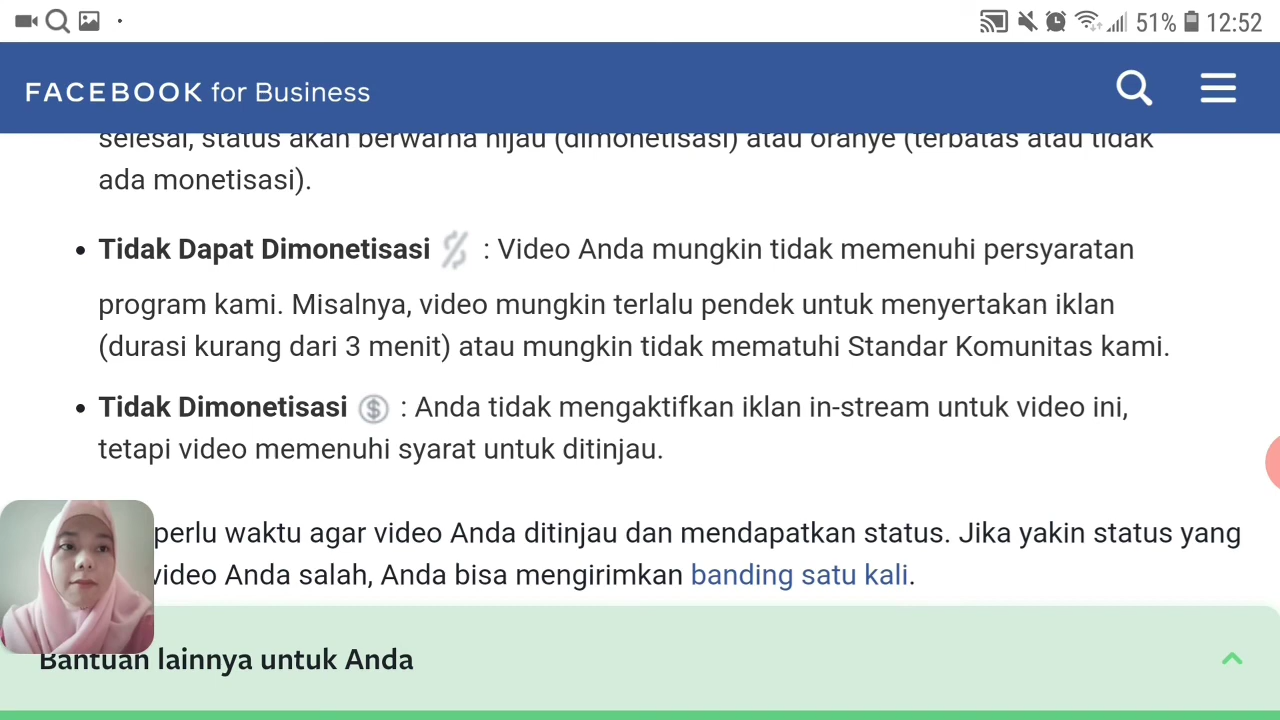 51% 12:52
FACEBOOK for Business
selesai, status akan berwarna hijau (dimonetisasi) atau oranye (terbatas atau tidak
ada monetisasi).
• Tidak Dapat Dimonetisasi : Video Anda mungkin tidak memenuhi persyaratan
program kami. Misalnya, video mungkin terlalu pendek untuk menyertakan iklan
(durasi kurang dari 3 menit) atau mungkin tidak mematuhi Standar Komunitas kami.
• Tidak Dimonetisasi : Anda tidak mengaktifkan iklan in-stream untuk video ini,
tetapi video memenuhi syarat untuk ditinjau.
perlu waktu agar video Anda ditinjau dan mendapatkan status. Jika yakin status yang
video Anda salah, Anda bisa mengirimkan banding satu kali.
Bantuan lainnya untuk Anda